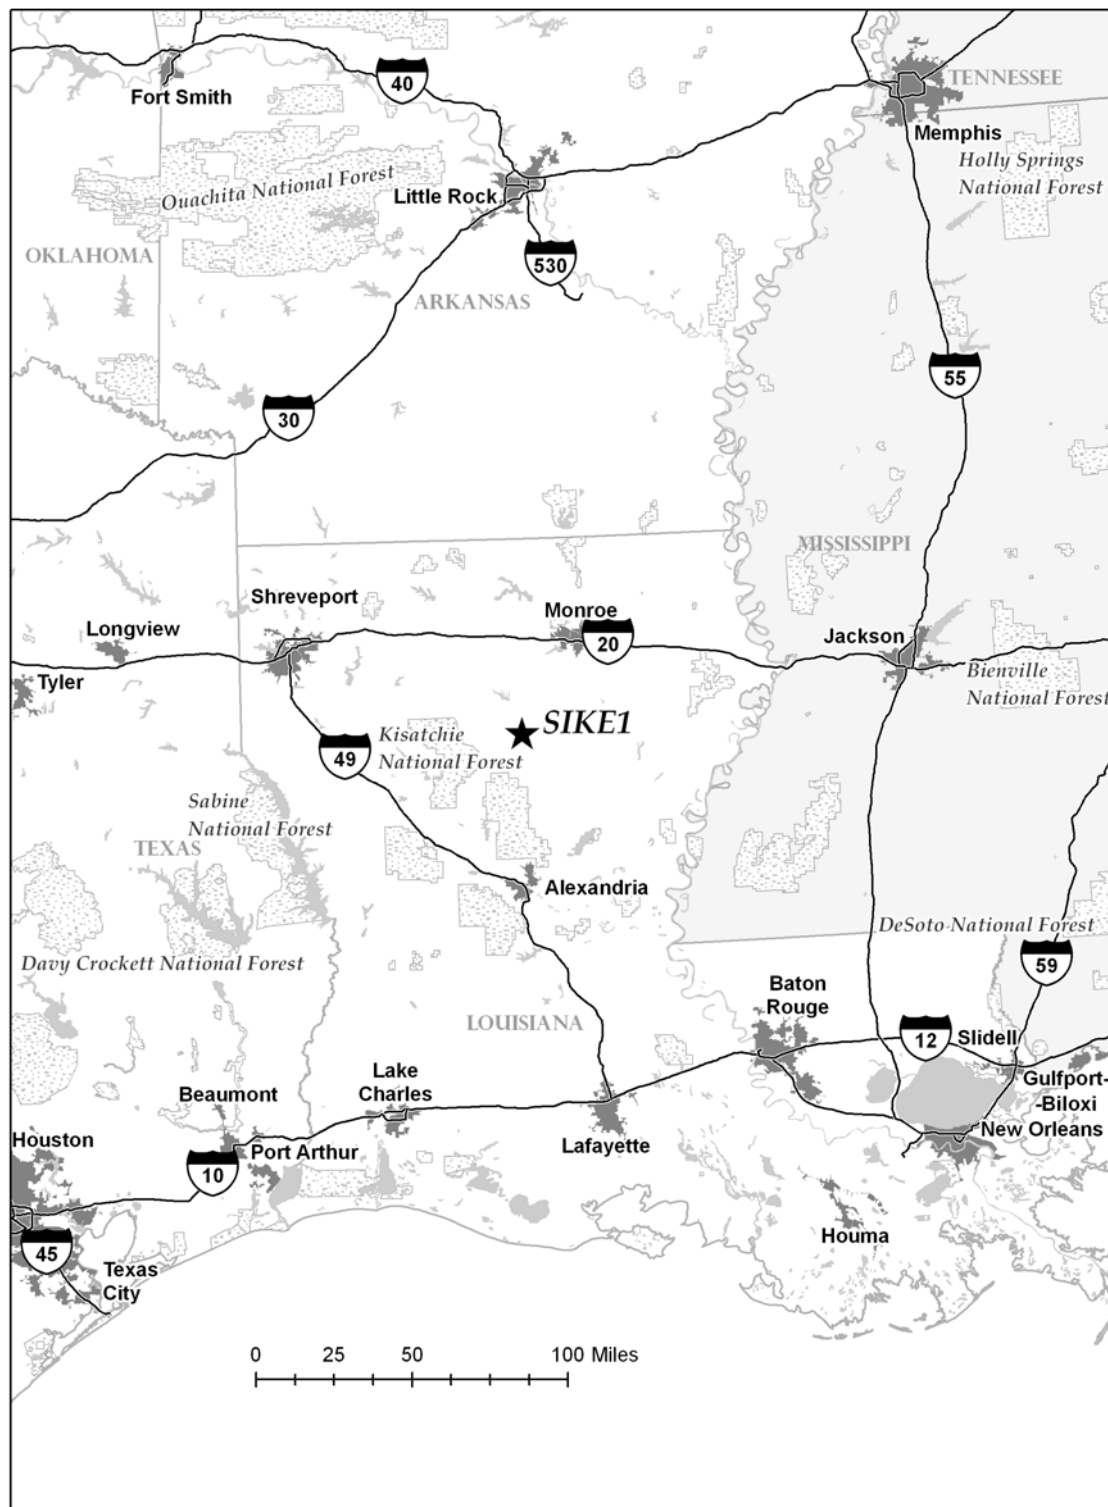 TENNESSEE
40
Fort Smith
Memphis
Holly Springs
National Forest
Ouachita National Forest
Little Rock
OKLAHOMA
530
ARKANSAS
55
30
MISSISSIPPI
Shreveport
Monroe
Longview
20
Jackson
Tyler
Bienville
National Forest
SIKE1
49
Kisatchie
National Forest
Sabine
National Forest
TEXAS
Alexandria
DeSoto National Forest
Davy Crockett National Forest
59
Baton
Rouge
LOUISIANA
12
Slidell
Lake
Charles
Beaumont
Gulfport-
-Biloxi
Houston
New Orleans
Port Arthur
Lafayette
10
Houma
45
Texas
City
0 25 50 100 Miles